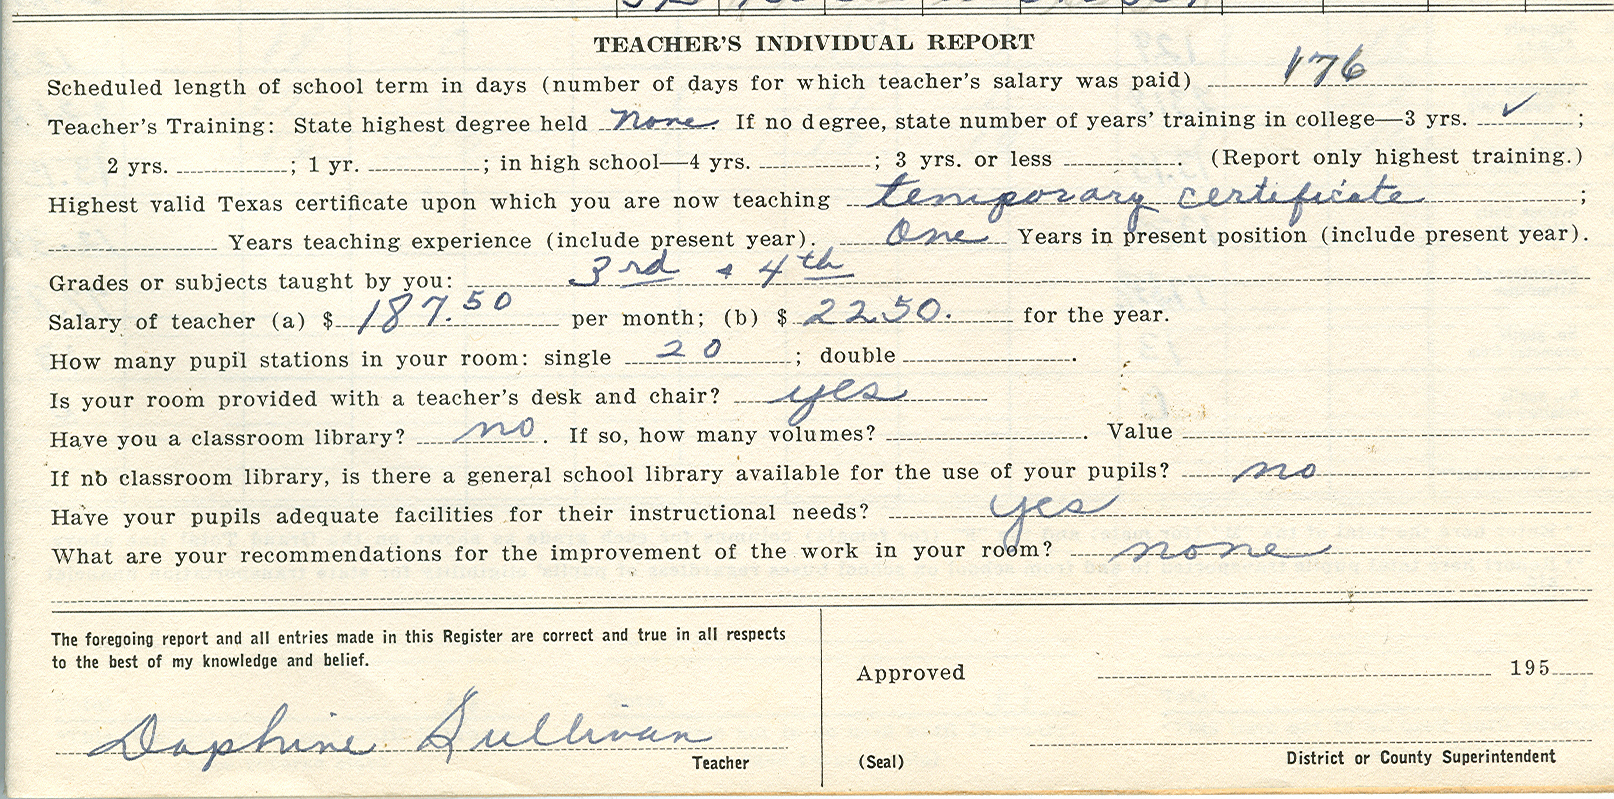 TEACHER'S INDIVIDUAL REPORT
Scheduled length of school term in days (number of days for which teacher's salary was paid) 176
Teacher's Training: State highest degree held none. If no degree, state number of years' training in college—3 yrs. ✓;
2 yrs. ; 1 yr. ; in high school—4 yrs. ; 3 yrs. or less . (Report only highest training.)
Highest valid Texas certificate upon which you are now teaching temporary certificate;
Years teaching experience (include present year). One Years in present position (include present year).
Grades or subjects taught by you: 3rd & 4th
Salary of teacher (a) $187.50 per month; (b) $2250. for the year.
How many pupil stations in your room: single 20; double .
Is your room provided with a teacher's desk and chair? yes
Have you a classroom library? no. If so, how many volumes? . Value
If no classroom library, is there a general school library available for the use of your pupils? no
Have your pupils adequate facilities for their instructional needs? yes
What are your recommendations for the improvement of the work in your room? none
The foregoing report and all entries made in this Register are correct and true in all respects
to the best of my knowledge and belief.
Daphine Sullivan
Teacher
Approved 195
(Seal) District or County Superintendent